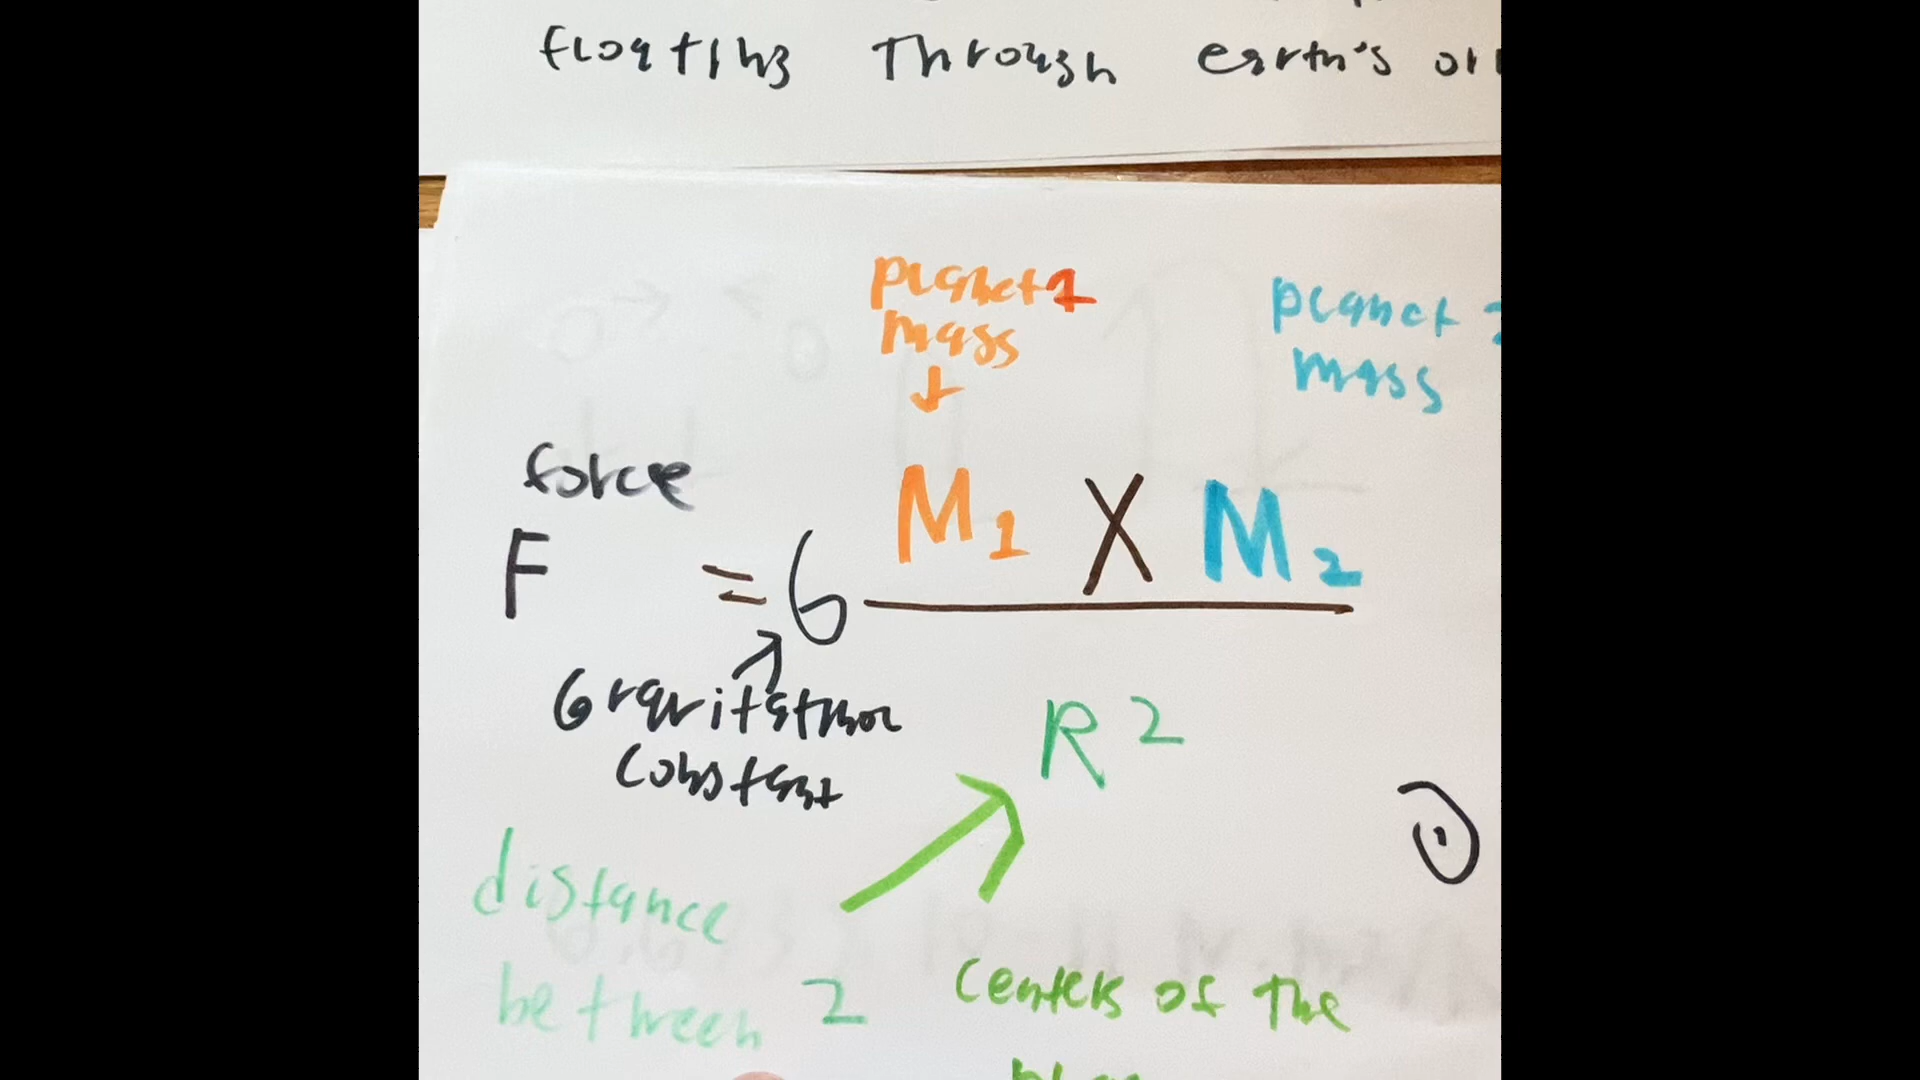 floating through earth's
planet 1
mass
planet
mass
force
M1 X M2
F = G
Gravitational
constant
R2
distance
between 2
centers of the